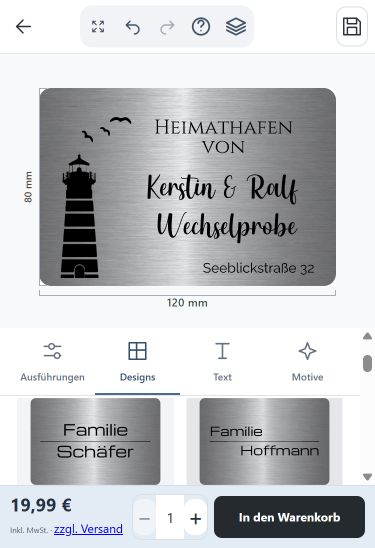 HEIMATHAFEN
VON
Kerstin & Ralf
Wechselprobe
Seeblickstraße 32
80 mm
120 mm
Ausführungen
Designs
Text
Motive
Familie
Schäfer
Familie
Hoffmann
19,99 €
Inkl. MwSt. · zzgl. Versand
− 1 +
In den Warenkorb